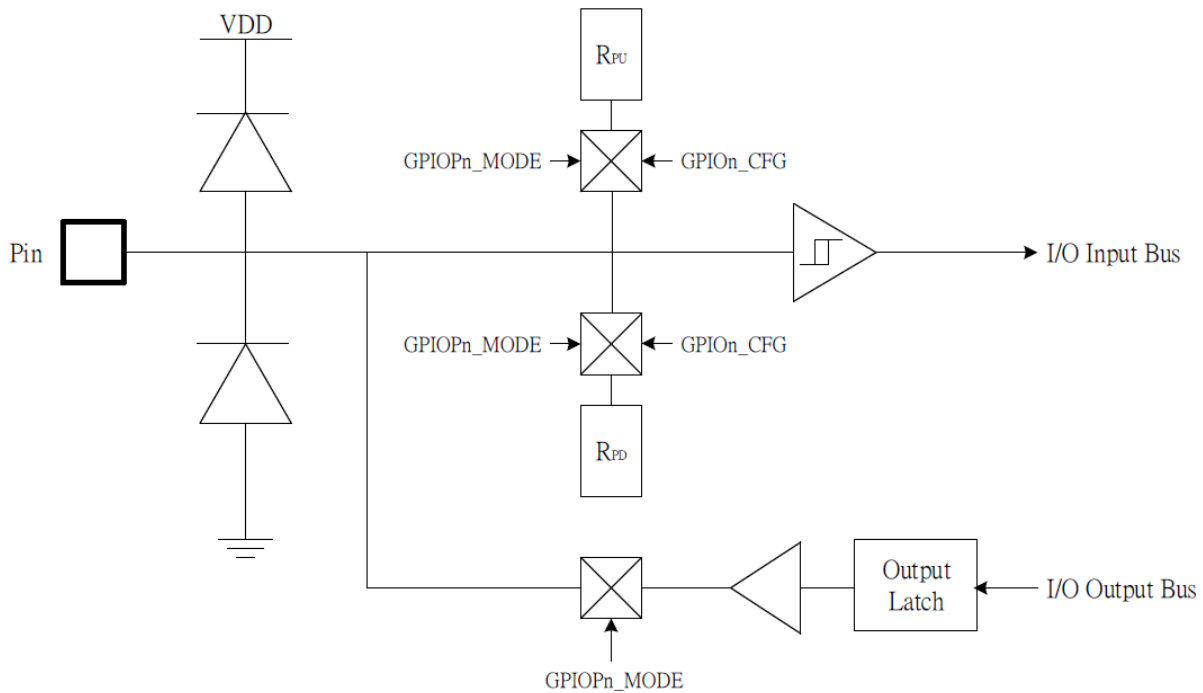 VDD
RPU
GPIOPn_MODE
GPIOn_CFG
Pin
I/O Input Bus
GPIOPn_MODE
GPIOn_CFG
RPD
Output
Latch
I/O Output Bus
GPIOPn_MODE